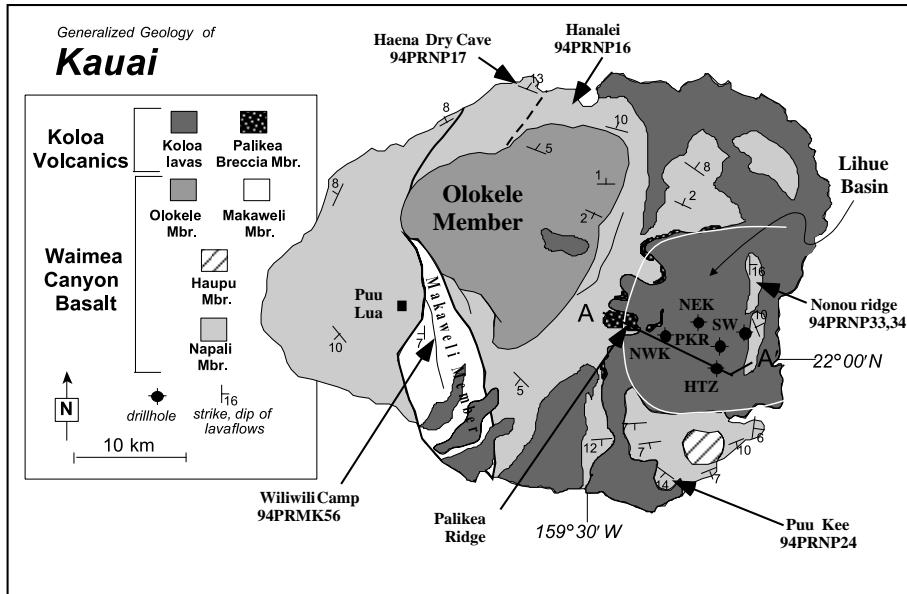 Generalized Geology of
Kauai
Koloa
Volcanics
Koloa
lavas
Palikea
Breccia Mbr.
Waimea
Canyon
Basalt
Olokele
Mbr.
Makaweli
Mbr.
Haupu
Mbr.
Napali
Mbr.
N
drillhole
16
strike, dip of
lavaflows
10 km
Haena Dry Cave
94PRNP17
Hanalei
94PRNP16
Lihue
Basin
Olokele
Member
Puu
Lua
Makaweli Member
A
A'
NEK
SW
PKR
NWK
HTZ
Nonou ridge
94PRNP33,34
22°00'N
Wiliwili Camp
94PRMK56
Palikea
Ridge
159°30' W
Puu Kee
94PRNP24
13
8
10
5
8
1
2
8
2
16
10
10
7
5
12
7
14
7
10
6